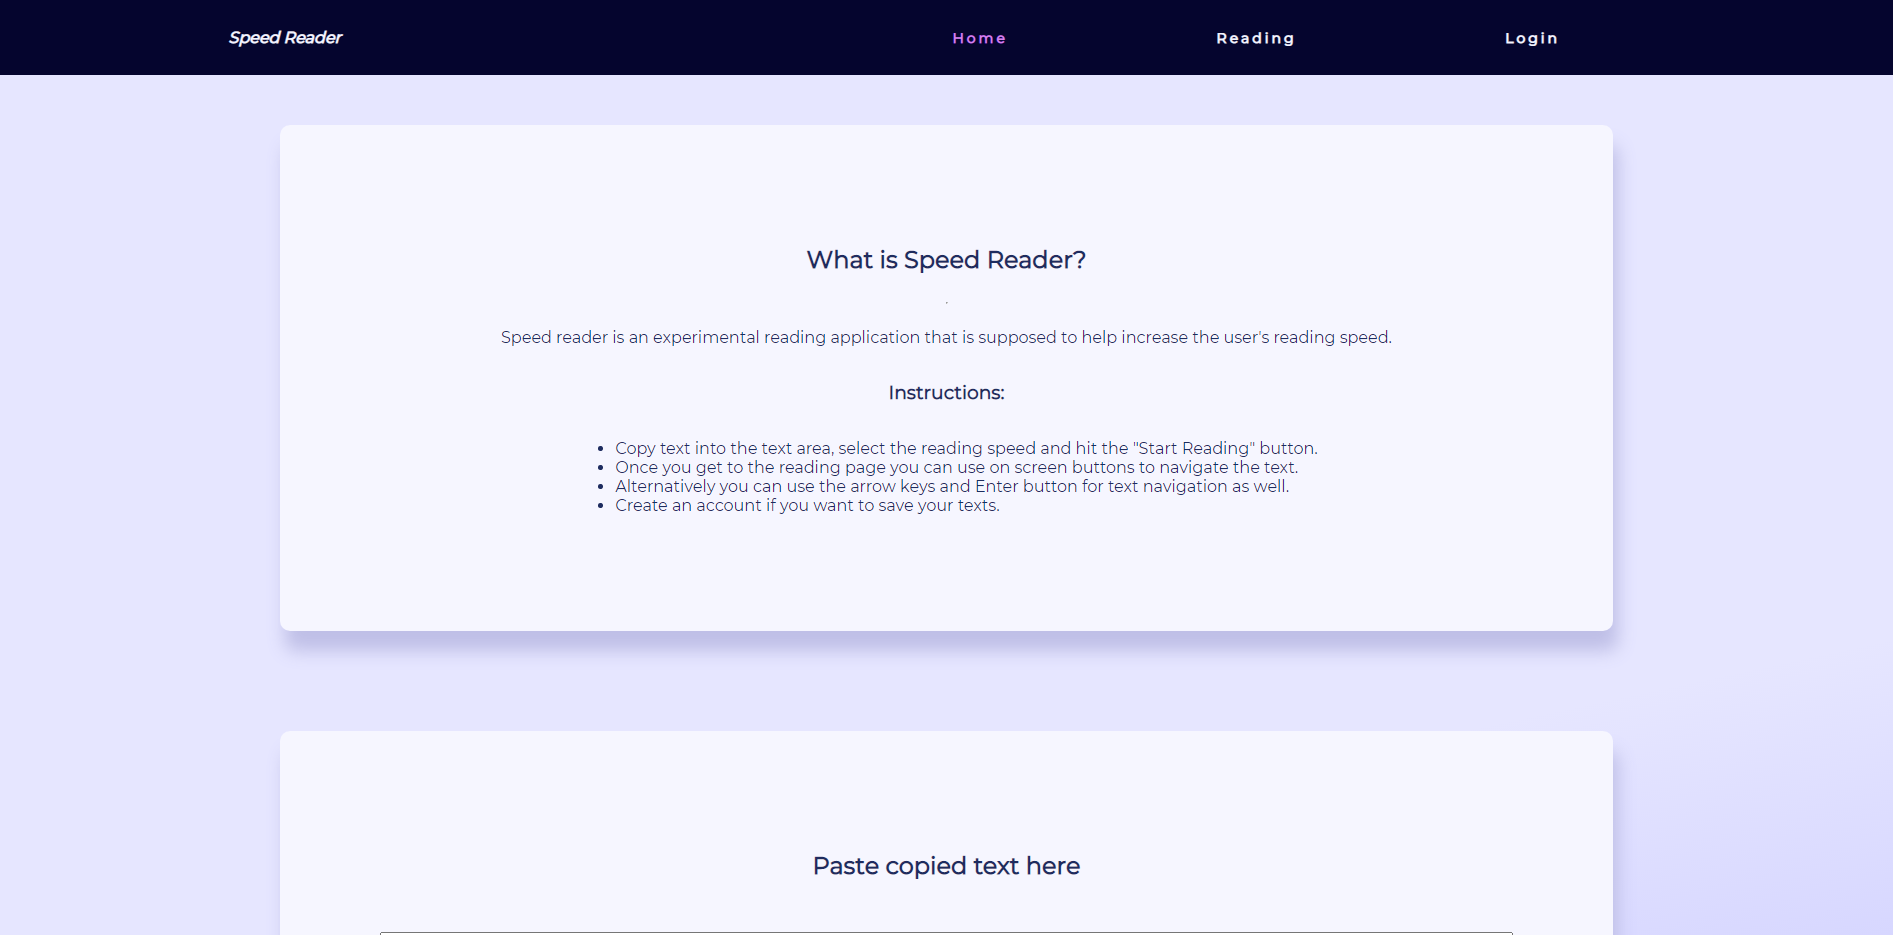 Speed Reader
Home
Reading
Login
What is Speed Reader?
Speed reader is an experimental reading application that is supposed to help increase the user's reading speed.
Instructions:
• Copy text into the text area, select the reading speed and hit the "Start Reading" button.
• Once you get to the reading page you can use on screen buttons to navigate the text.
• Alternatively you can use the arrow keys and Enter button for text navigation as well.
• Create an account if you want to save your texts.
Paste copied text here